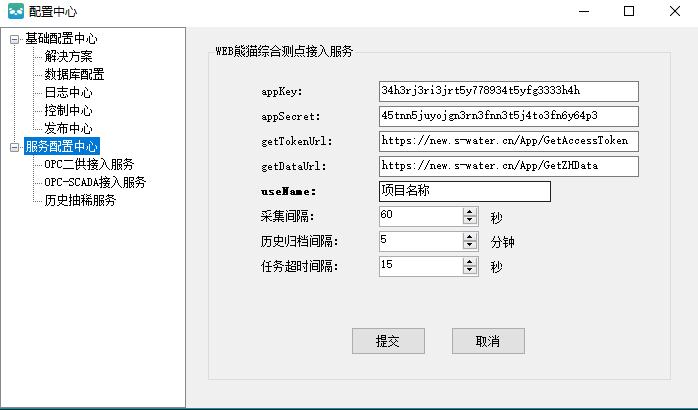 配置中心
基础配置中心
解决方案
数据库配置
日志中心
控制中心
发布中心
服务配置中心
OPC二供接入服务
OPC-SCADA接入服务
历史抽稀服务
WEB熊猫综合测点接入服务
appKey: 34h3rj3ri3jrt5y778934t5yfg3333h4h
appSecret: 45tnn5juyojgn3rn3fnn3t5j4to3fn6y64p3
getTokenUrl: https://new.s-water.cn/App/GetAccessToken
getDataUrl: https://new.s-water.cn/App/GetZHData
useName: 项目名称
采集间隔: 60 秒
历史归档间隔: 5 分钟
任务超时间隔: 15 秒
提交 取消